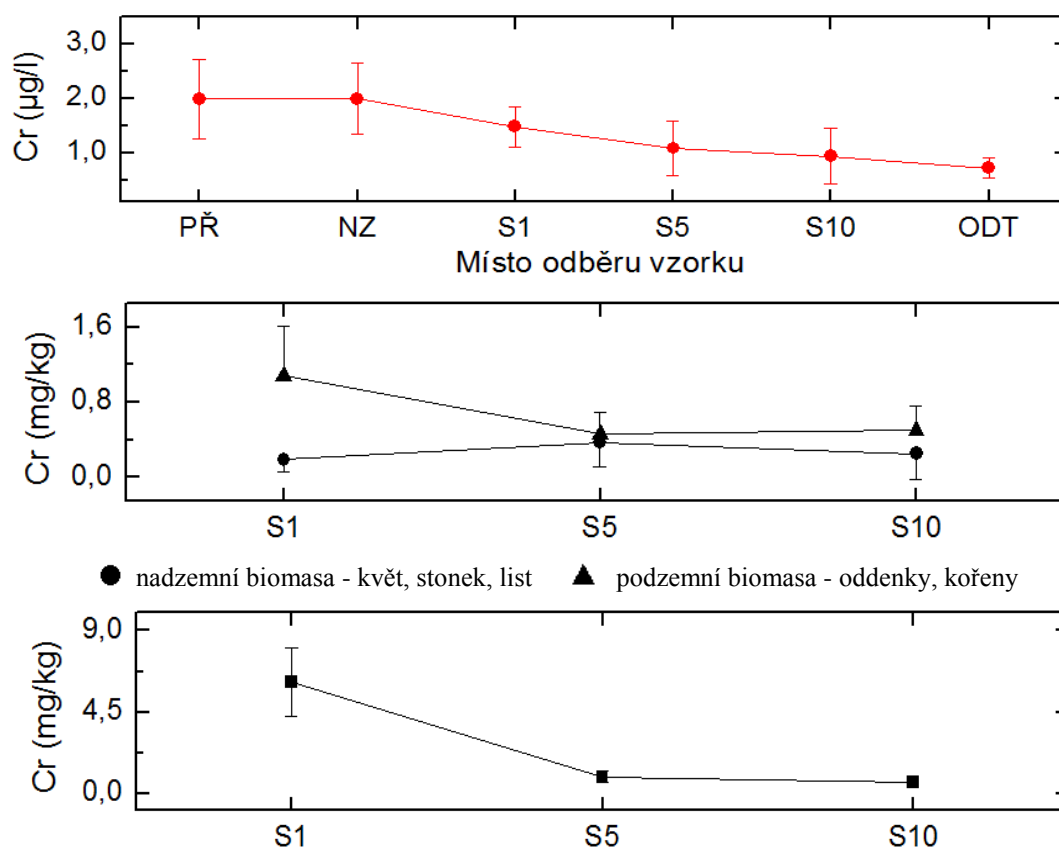 Cr (µg/l)
3,0
2,0
1,0
PŘ NZ S1 S5 S10 ODT
Místo odběru vzorku
Cr (mg/kg)
1,6
0,8
0,0
S1 S5 S10
nadzemní biomasa - květ, stonek, list podzemní biomasa - oddenky, kořeny
Cr (mg/kg)
9,0
4,5
0,0
S1 S5 S10